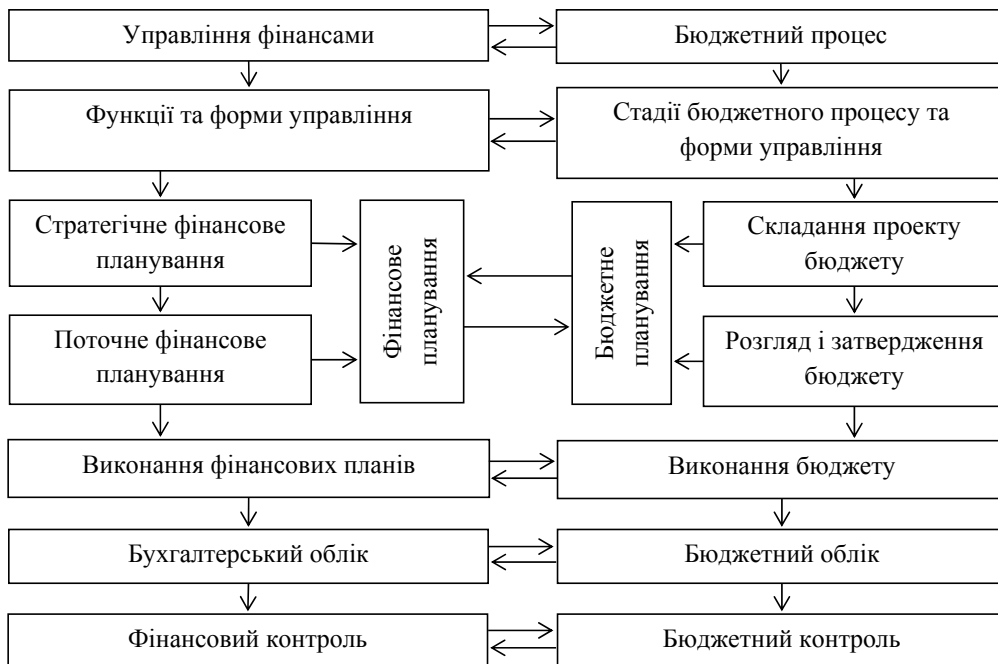 Управління фінансами
Бюджетний процес
Функції та форми управління
Стадії бюджетного процесу та
форми управління
Стратегічне фінансове
планування
Фінансове
планування
Бюджетне
планування
Складання проекту
бюджету
Поточне фінансове
планування
Розгляд і затвердження
бюджету
Виконання фінансових планів
Виконання бюджету
Бухгалтерський облік
Бюджетний облік
Фінансовий контроль
Бюджетний контроль